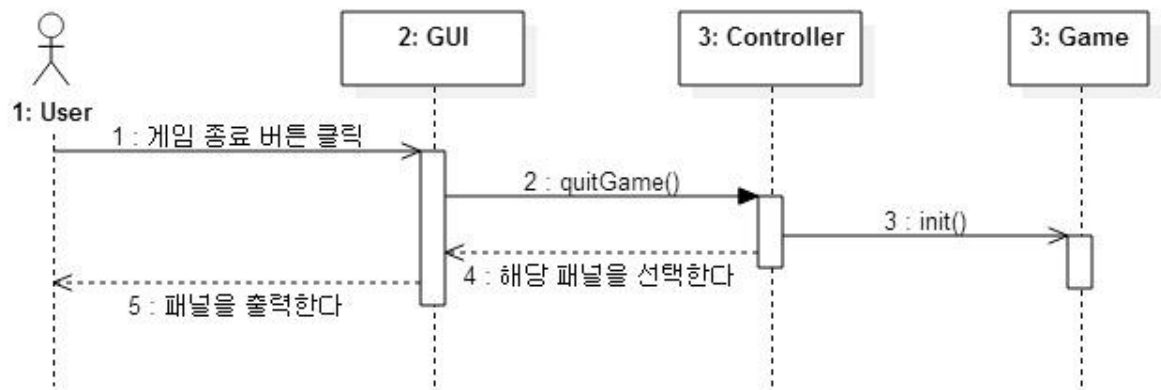 1: User
2: GUI
3: Controller
3: Game
1 : 게임 종료 버튼 클릭
2 : quitGame()
3 : init()
4 : 해당 패널을 선택한다
5 : 패널을 출력한다